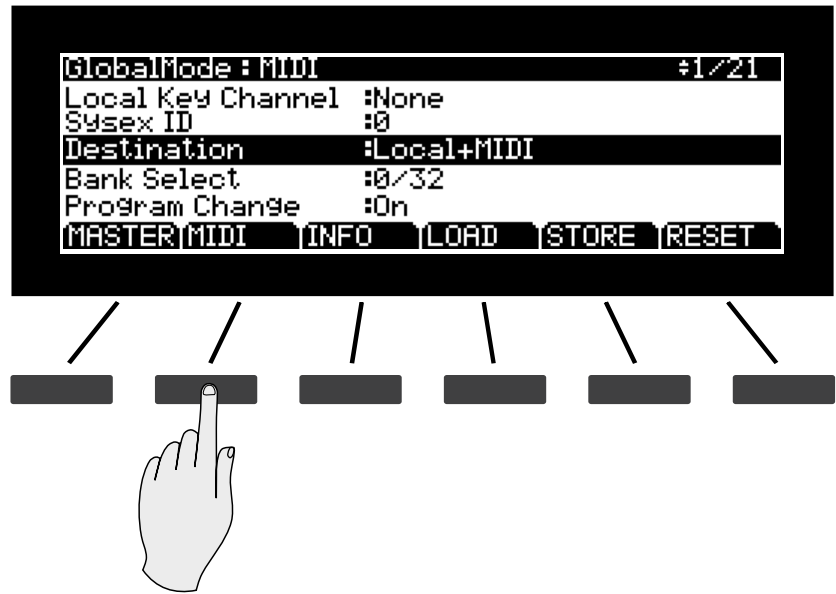 GlobalMode:MIDI ÷1/21
Local Key Channel :None
Sysex ID :0
Destination :Local+MIDI
Bank Select :0/32
Program Change :On
MASTER MIDI INFO LOAD STORE RESET